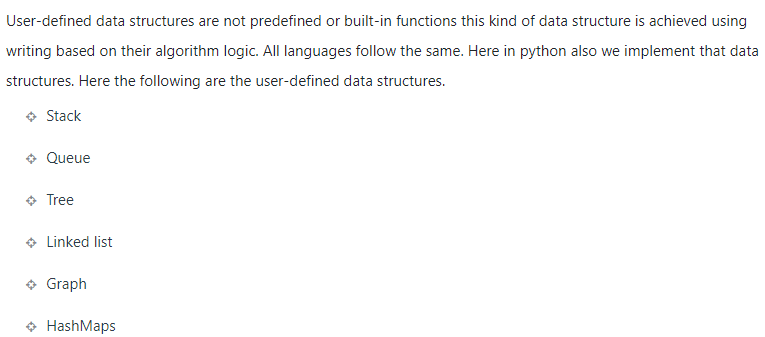 User-defined data structures are not predefined or built-in functions this kind of data structure is achieved using
writing based on their algorithm logic. All languages follow the same. Here in python also we implement that data
structures. Here the following are the user-defined data structures.
Stack
Queue
Tree
Linked list
Graph
HashMaps